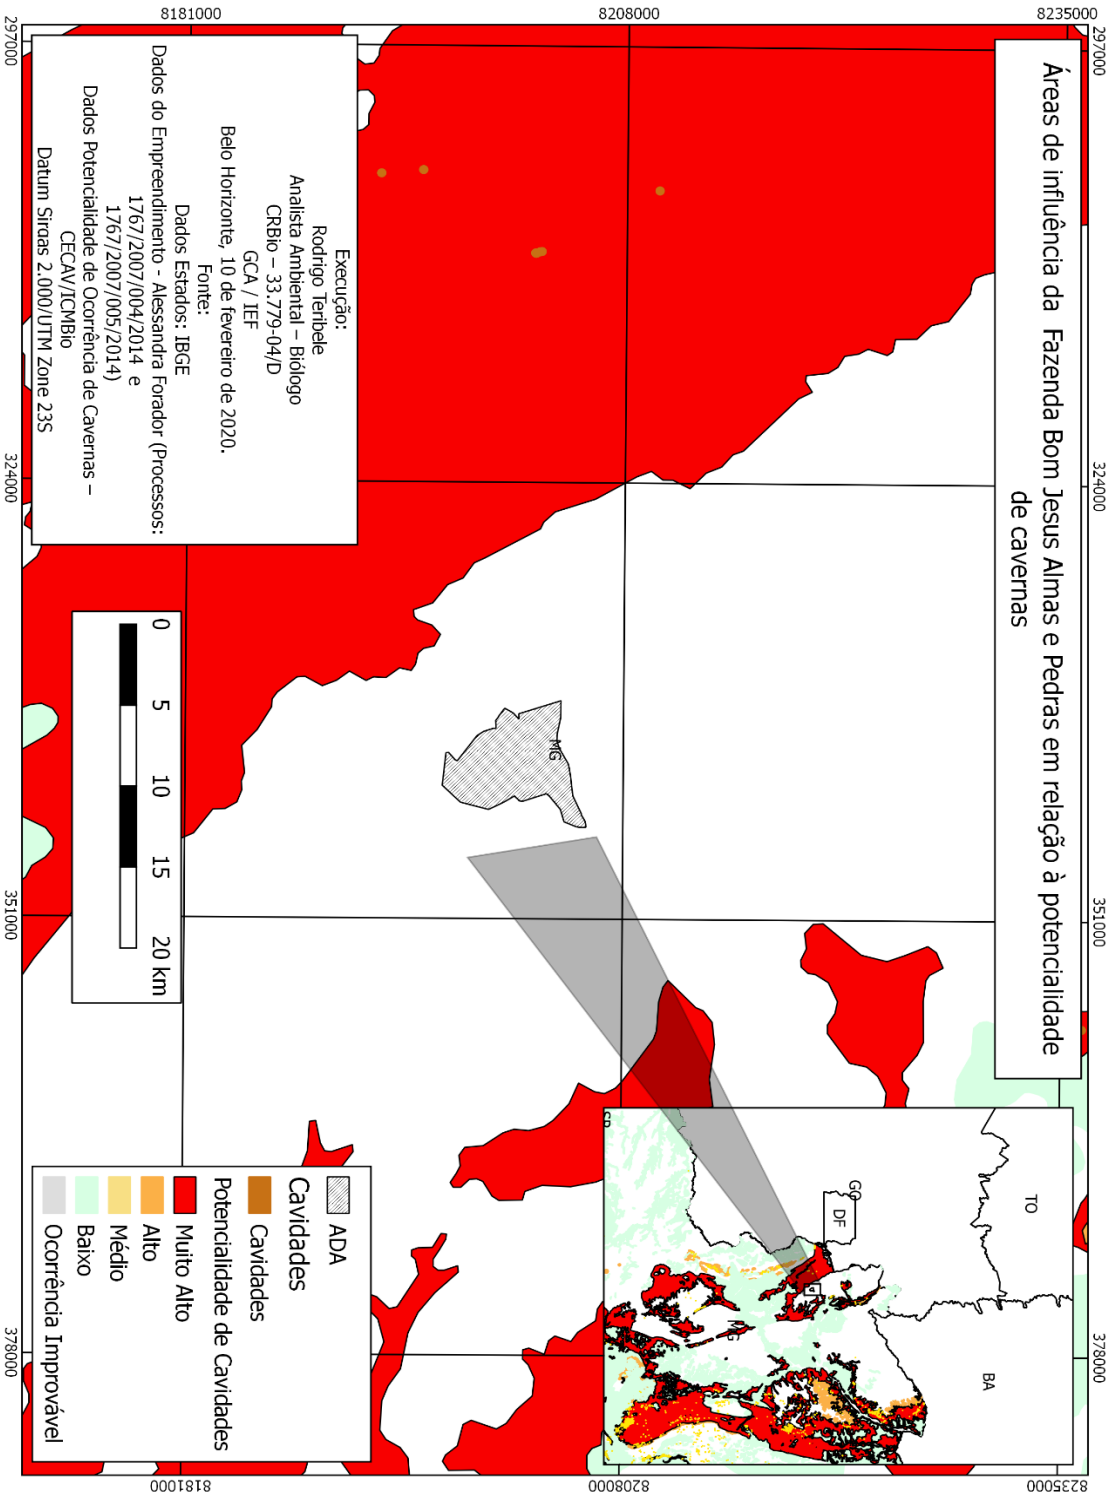 Áreas de influência da Fazenda Bom Jesus Almas e Pedras em relação à potencialidade
de cavernas
297000
324000
351000
378000
8235000
8208000
8181000
TO
BA
GO
DF
MG
MG
Execução:
Rodrigo Teribele
Analista Ambiental – Biólogo
CRBio – 33.779-04/D
GCA / IEF
Belo Horizonte, 10 de fevereiro de 2020.
Fonte:
Dados Estados: IBGE
Dados do Empreendimento - Alessandra Forador (Processos:
1767/2007/004/2014 e
1767/2007/005/2014)
Dados Potencialidade de Ocorrência de Cavernas –
CECAV/ICMBio
Datum Sirgas 2.000/UTM Zone 23S
0 5 10 15 20 km
ADA
Cavidades
Cavidades
Potencialidade de Cavidades
Muito Alto
Alto
Médio
Baixo
Ocorrência Improvável
8235000
8208000
8181000
297000
324000
351000
378000